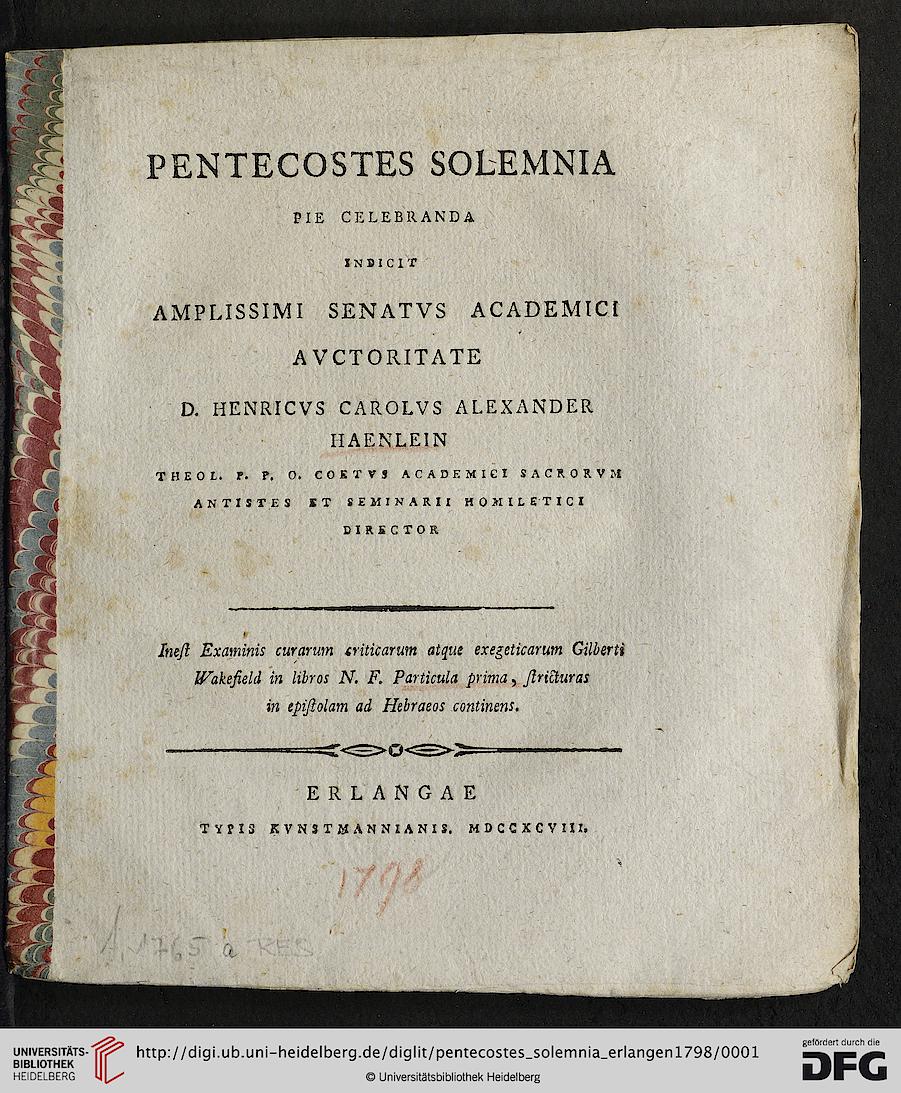 PENTECOSTES SOLEMNIA
PIE CELEBRANDA
INDICIT
AMPLISSIMI SENATVS ACADEMICI
AVCTORITATE
D. HENRICVS CAROLVS ALEXANDER
HAENLEIN
THEOL. P. P. O. COETVS ACADEMICI SACRORVM
ANTISTES ET SEMINARII HOMILETICI
DIRECTOR
Ineſt Examinis curarum criticarum atque exegeticarum Gilberti
Wakefield in libros N. F. Particula prima, ſtricturas
in epiſtolam ad Hebraeos continens.
ERLANGAE
TYPIS KVNSTMANNIANIS. MDCCXCVIII.
1798
1765 a RES
UNIVERSITÄTS-
BIBLIOTHEK
HEIDELBERG
http://digi.ub.uni-heidelberg.de/diglit/pentecostes_solemnia_erlangen1798/0001
© Universitätsbibliothek Heidelberg
gefördert durch die
DFG